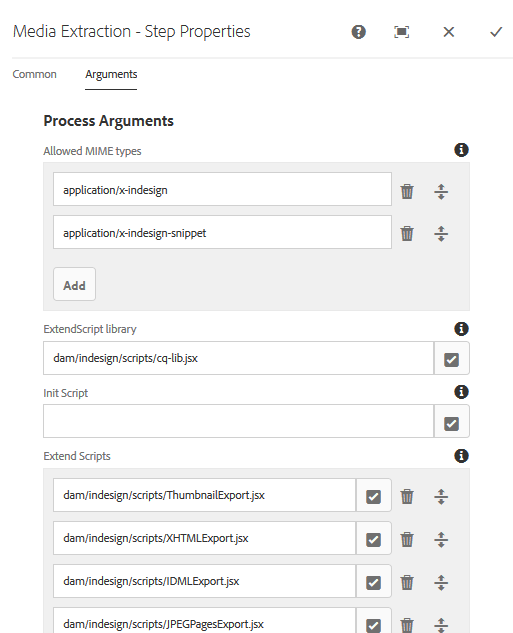 Media Extraction - Step Properties
Common
Arguments
Process Arguments
Allowed MIME types
application/x-indesign
application/x-indesign-snippet
Add
ExtendScript library
dam/indesign/scripts/cq-lib.jsx
Init Script
Extend Scripts
dam/indesign/scripts/ThumbnailExport.jsx
dam/indesign/scripts/XHTMLExport.jsx
dam/indesign/scripts/IDMLExport.jsx
dam/indesign/scripts/JPEGPagesExport.jsx